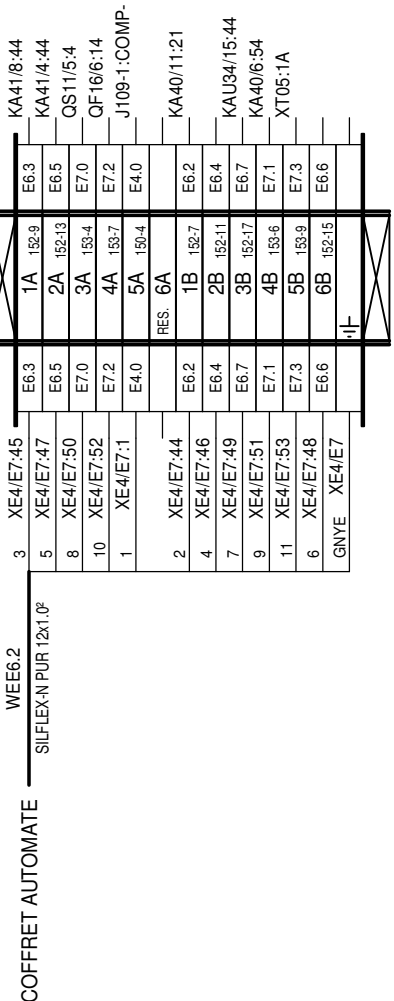 COFFRET AUTOMATE
WEE6.2
SILFLEX-N PUR 12x1.0²
3 XE4/E7:45 E6.3 1A 152-9 E6.3 KA41/8:44
5 XE4/E7:47 E6.5 2A 152-13 E6.5 KA41/4:44
8 XE4/E7:50 E7.0 3A 153-4 E7.0 QS11/5:4
10 XE4/E7:52 E7.2 4A 153-7 E7.2 QF16/6:14
1 XE4/E7:1 E4.0 5A 150-4 E4.0 J109-1:COMP-
RES. 6A
2 XE4/E7:44 E6.2 1B 152-7 E6.2 KA40/11:21
4 XE4/E7:46 E6.4 2B 152-11 E6.4
7 XE4/E7:49 E6.7 3B 152-17 E6.7 KAU34/15:44
9 XE4/E7:51 E7.1 4B 153-6 E7.1 KA40/6:54
11 XE4/E7:53 E7.3 5B 153-9 E7.3 XT05:1A
6 XE4/E7:48 E6.6 6B 152-15 E6.6
GNYE XE4/E7